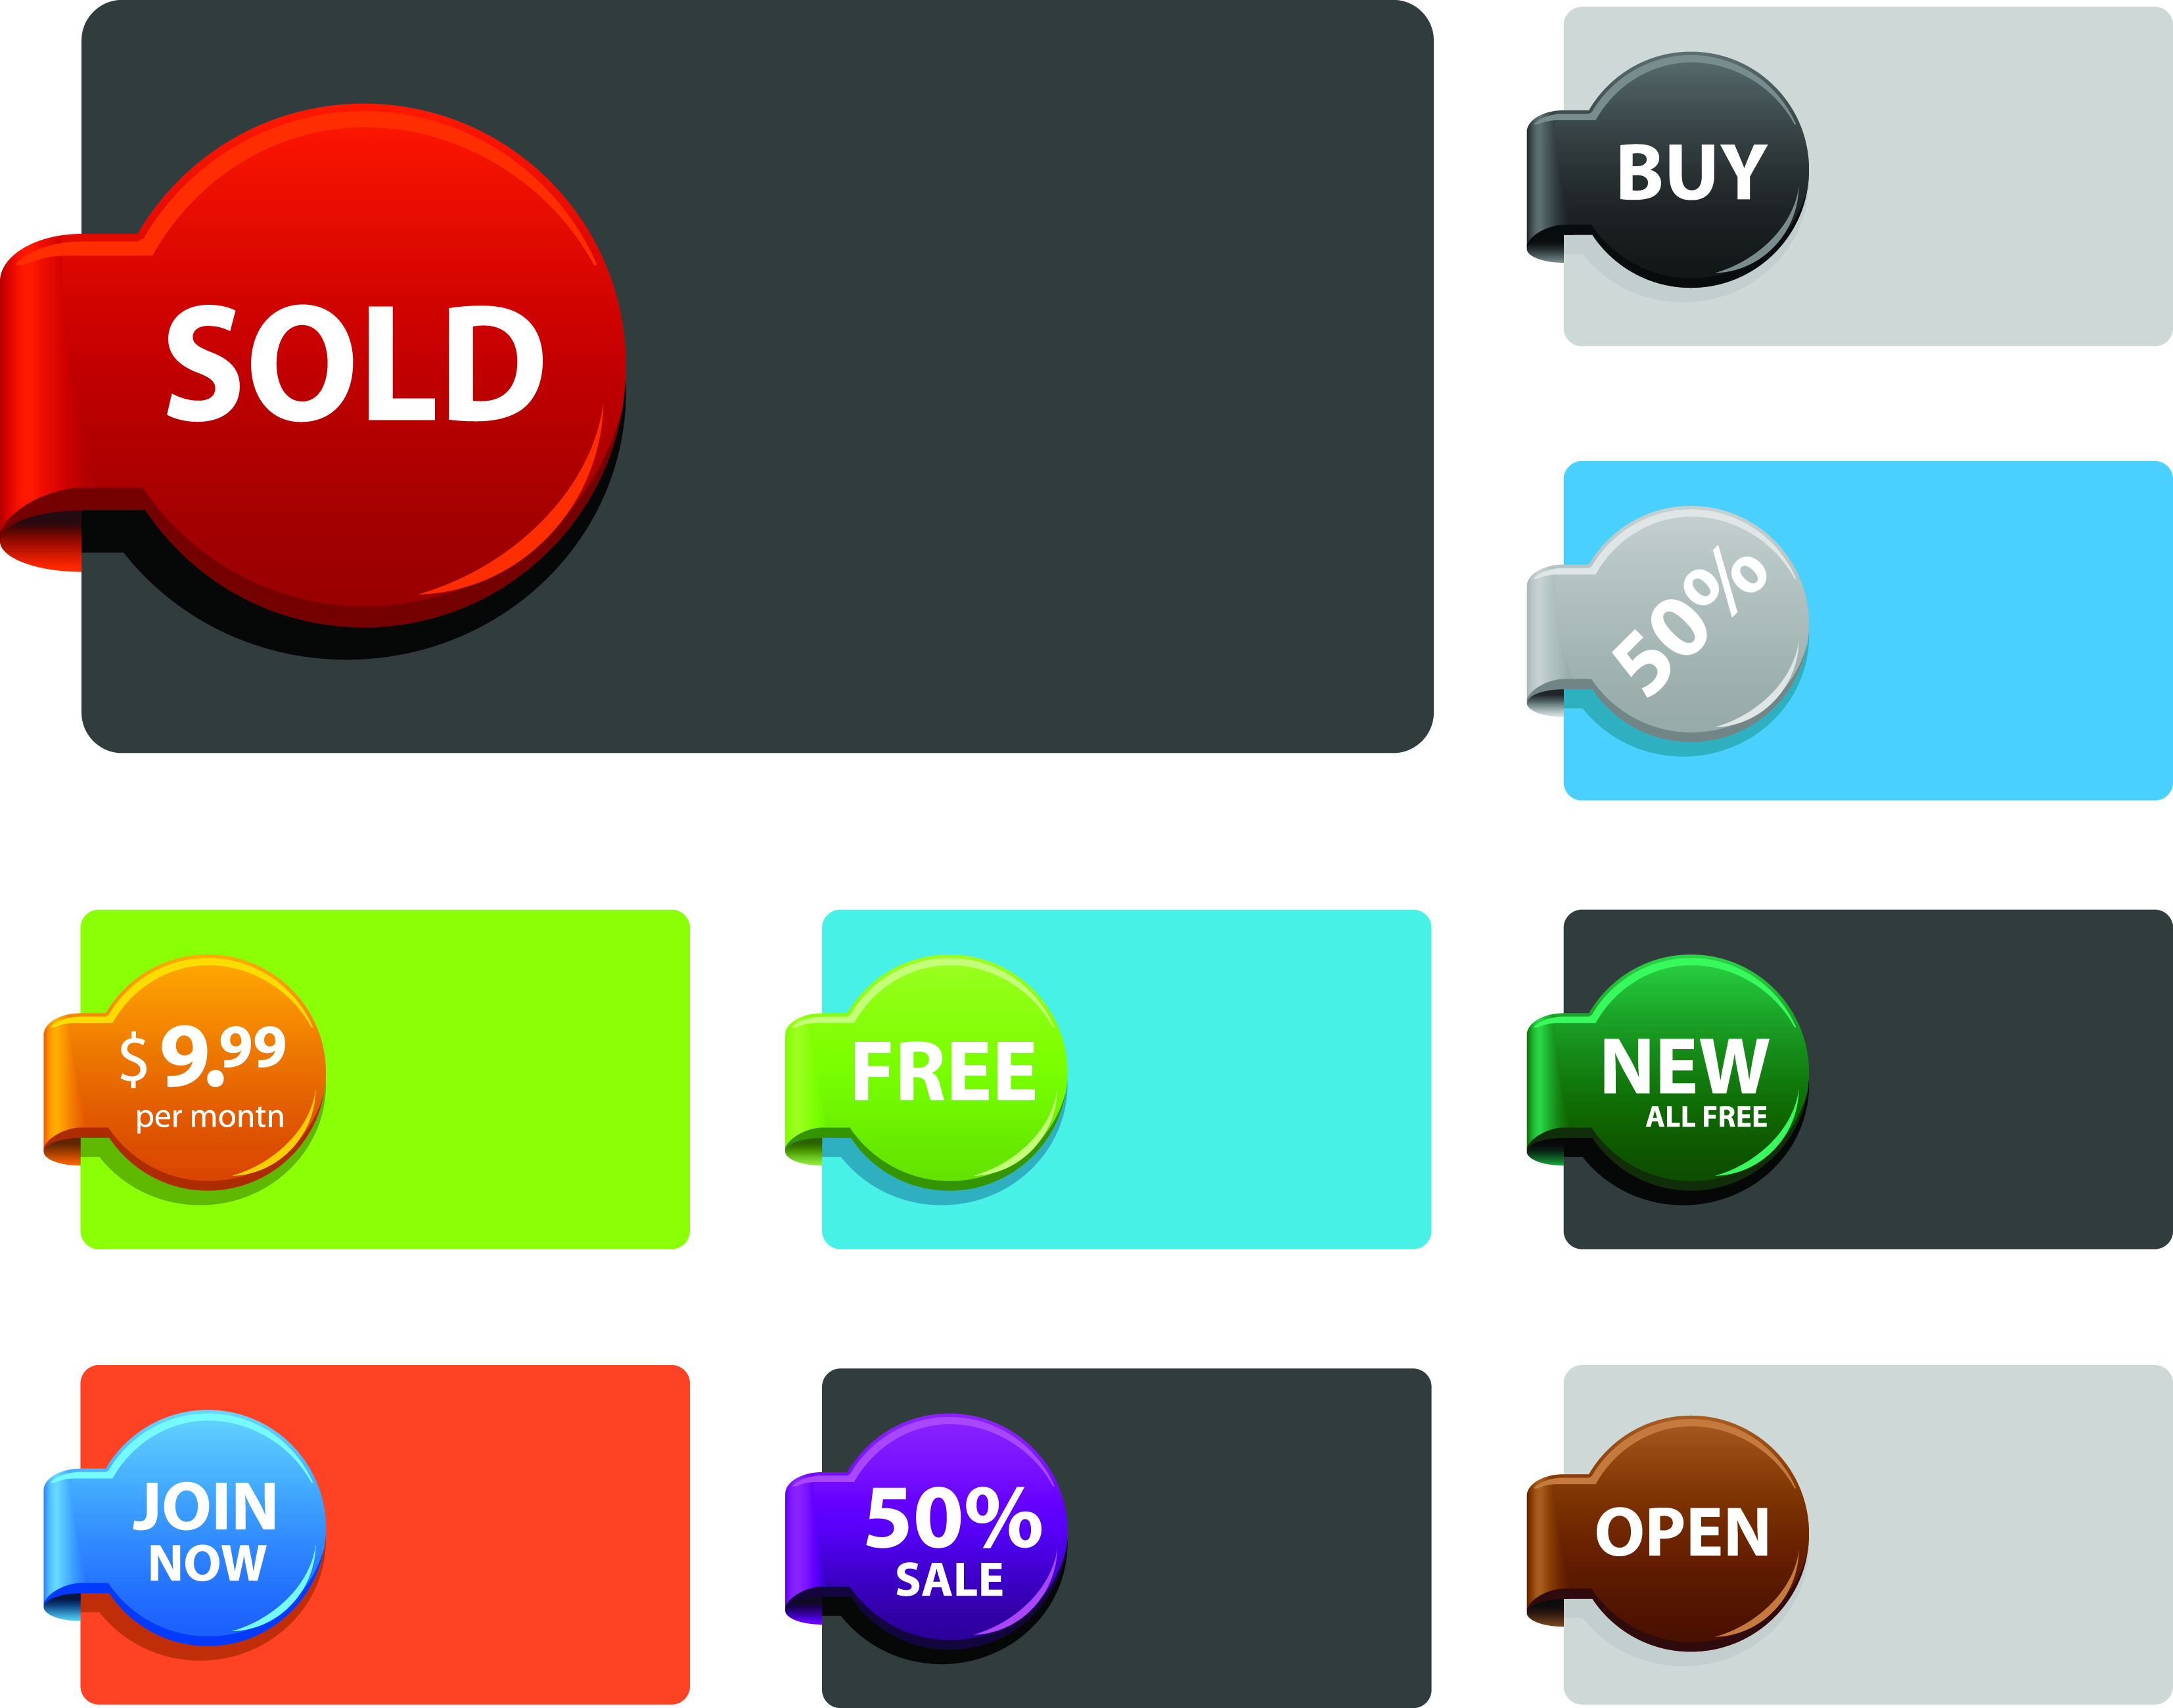 SOLD
BUY
50%
$ 9.99
per montn
FREE
NEW
ALL FREE
JOIN
NOW
50%
SALE
OPEN